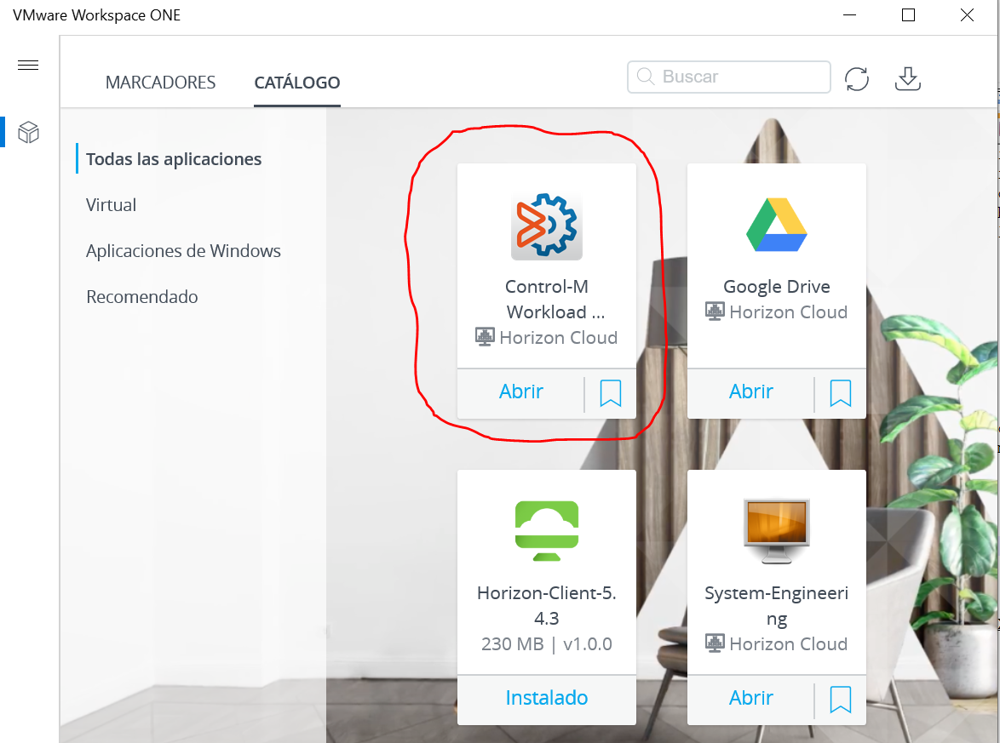 VMware Workspace ONE
MARCADORES
CATÁLOGO
Buscar
Todas las aplicaciones
Virtual
Aplicaciones de Windows
Recomendado
Control-M
Workload ...
Horizon Cloud
Abrir
Google Drive
Horizon Cloud
Abrir
Horizon-Client-5.
4.3
230 MB | v1.0.0
Instalado
System-Engineeri
ng
Horizon Cloud
Abrir